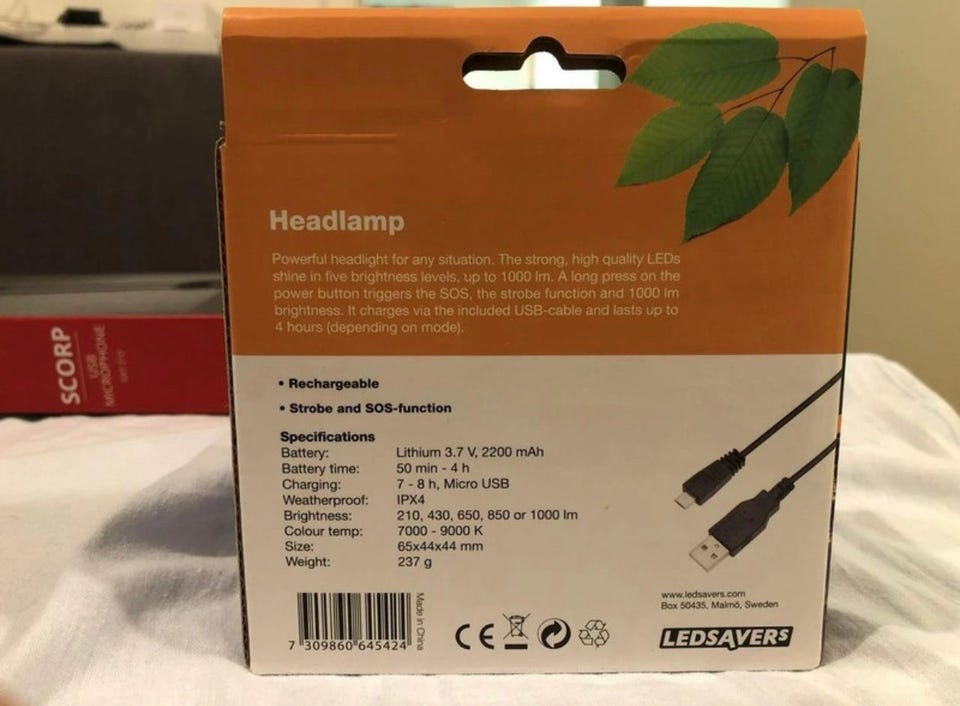 Headlamp
Powerful headlight for any situation. The strong, high quality LEDs
shine in five brightness levels, up to 1000 lm. A long press on the
power button triggers the SOS, the strobe function and 1000 lm
brightness. It charges via the included USB-cable and lasts up to
4 hours (depending on mode).
• Rechargeable
• Strobe and SOS-function
Specifications
Battery: Lithium 3.7 V, 2200 mAh
Battery time: 50 min - 4 h
Charging: 7 - 8 h, Micro USB
Weatherproof: IPX4
Brightness: 210, 430, 650, 850 or 1000 lm
Colour temp: 7000 - 9000 K
Size: 65x44x44 mm
Weight: 237 g
www.ledsavers.com
Box 50435, Malmö, Sweden
LEDSAVERS
CE
Made in China
7 309860 645424
SCORP
USB
MICROPHONE